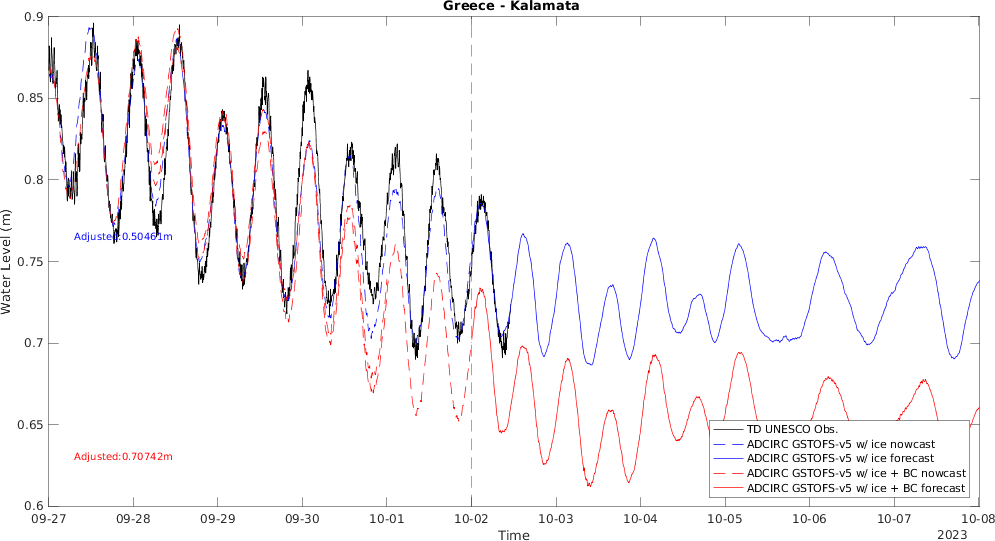 Greece - Kalamata
0.9
0.85
0.8
0.75
0.7
0.65
0.6
Water Level (m)
Adjusted:0.50461m
Adjusted:0.70742m
TD UNESCO Obs.
ADCIRC GSTOFS-v5 w/ ice nowcast
ADCIRC GSTOFS-v5 w/ ice forecast
ADCIRC GSTOFS-v5 w/ ice + BC nowcast
ADCIRC GSTOFS-v5 w/ ice + BC forecast
09-27 09-28 09-29 09-30 10-01 10-02 10-03 10-04 10-05 10-06 10-07 10-08
Time
2023